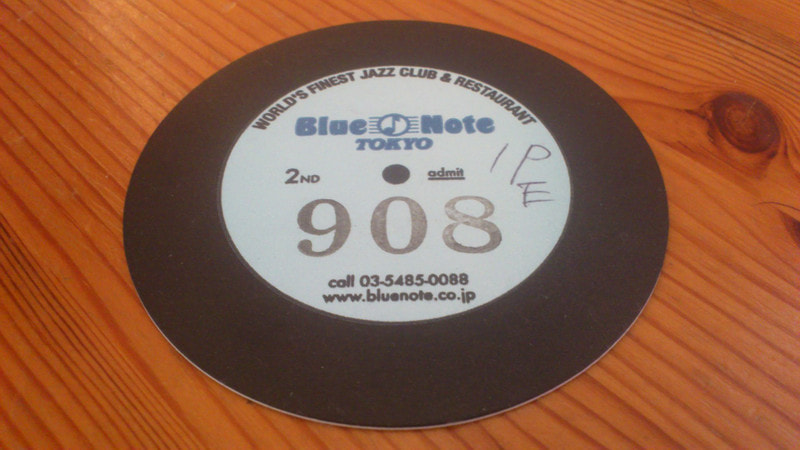 WORLD'S FINEST JAZZ CLUB & RESTAURANT
Blue Note
TOKYO
2ND admit 1P
E
908
call 03-5485-0088
www.bluenote.co.jp